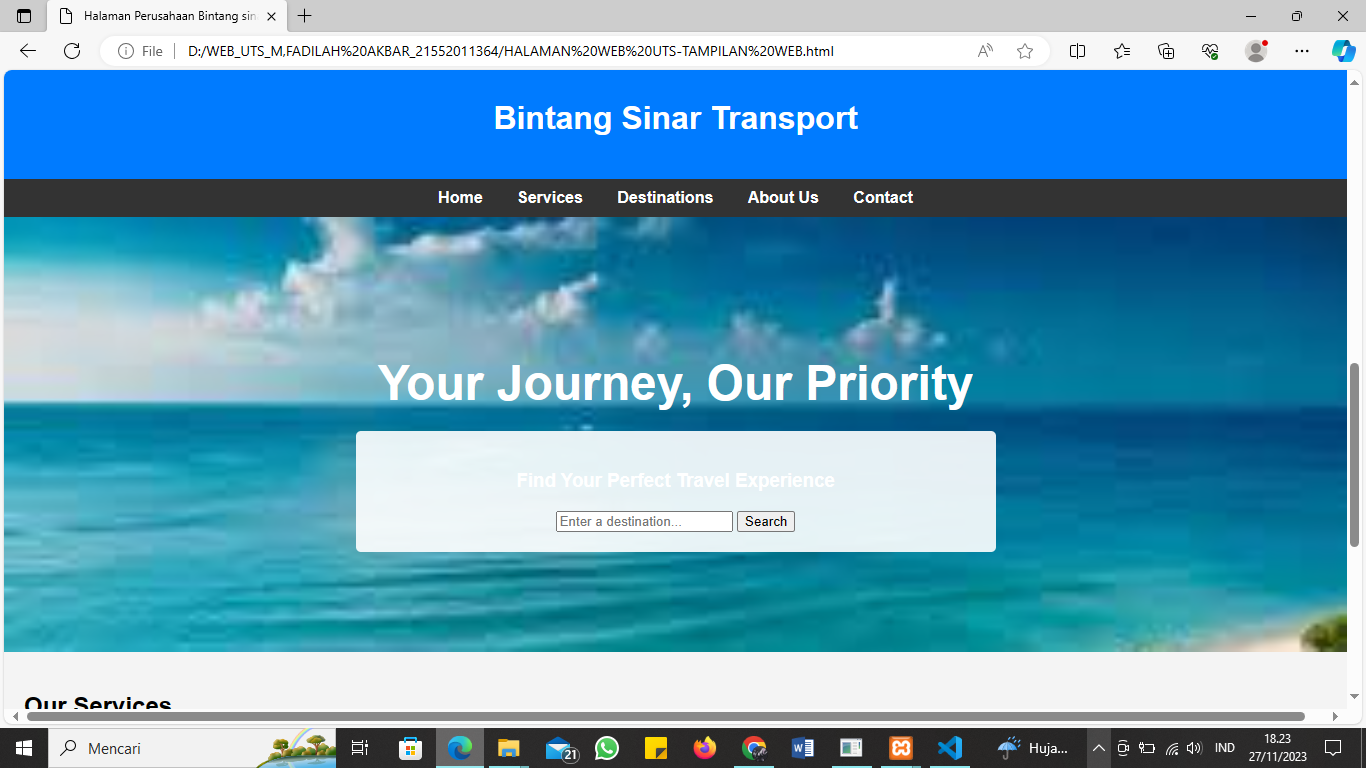 Halaman Perusahaan Bintang sin
File
D:/WEB_UTS_M,FADILAH%20AKBAR_21552011364/HALAMAN%20WEB%20UTS-TAMPILAN%20WEB.html
Bintang Sinar Transport
Home Services Destinations About Us Contact
Your Journey, Our Priority
Find Your Perfect Travel Experience
Enter a destination... Search
Our Services
Mencari
21
Huja...
IND
18.23
27/11/2023